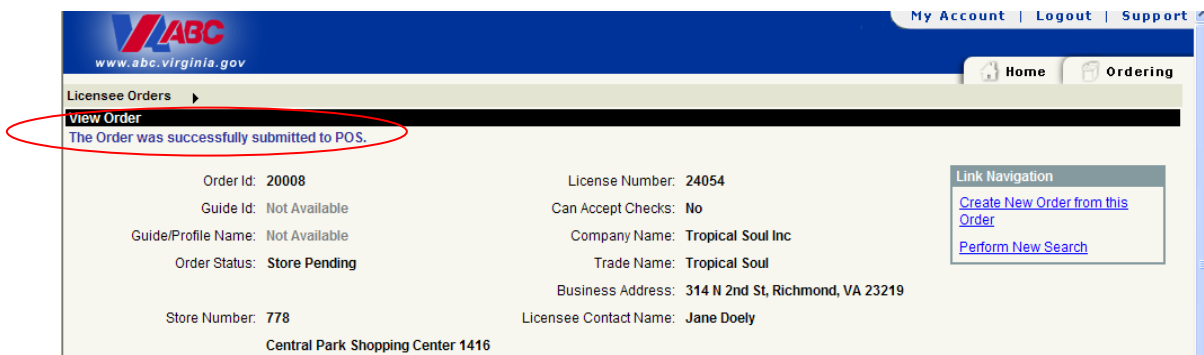 My Account | Logout | Support
ABC
www.abc.virginia.gov
Home Ordering
Licensee Orders
View Order
The Order was successfully submitted to POS.
Order Id: 20008 License Number: 24054 Link Navigation
Guide Id: Not Available Can Accept Checks: No Create New Order from this
Order
Guide/Profile Name: Not Available Company Name: Tropical Soul Inc
Perform New Search
Order Status: Store Pending Trade Name: Tropical Soul
Business Address: 314 N 2nd St, Richmond, VA 23219
Store Number: 778 Licensee Contact Name: Jane Doely
Central Park Shopping Center 1416